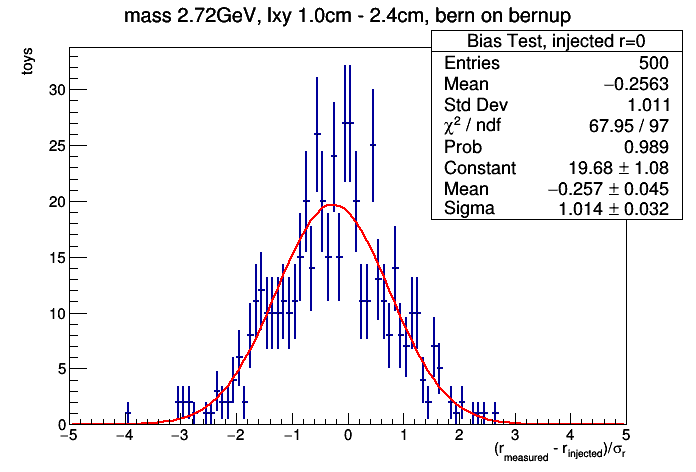 mass 2.72GeV, lxy 1.0cm - 2.4cm, bern on bernup
Bias Test, injected r=0
Entries 500
Mean −0.2563
Std Dev 1.011
χ² / ndf 67.95 / 97
Prob 0.989
Constant 19.68 ± 1.08
Mean −0.257 ± 0.045
Sigma 1.014 ± 0.032
toys
30
25
20
15
10
5
0
−5 −4 −3 −2 −1 0 1 2 3 4 5
(r_measured - r_injected)/σ_r